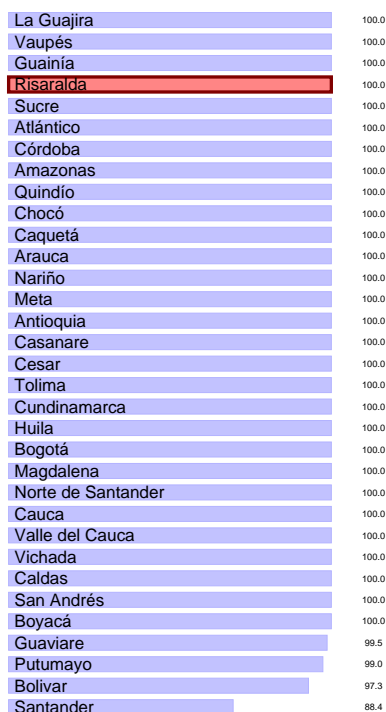 La Guajira 100.0
Vaupés 100.0
Guainía 100.0
Risaralda 100.0
Sucre 100.0
Atlántico 100.0
Córdoba 100.0
Amazonas 100.0
Quindío 100.0
Chocó 100.0
Caquetá 100.0
Arauca 100.0
Nariño 100.0
Meta 100.0
Antioquia 100.0
Casanare 100.0
Cesar 100.0
Tolima 100.0
Cundinamarca 100.0
Huila 100.0
Bogotá 100.0
Magdalena 100.0
Norte de Santander 100.0
Cauca 100.0
Valle del Cauca 100.0
Vichada 100.0
Caldas 100.0
San Andrés 100.0
Boyacá 100.0
Guaviare 99.5
Putumayo 99.0
Bolivar 97.3
Santander 88.4